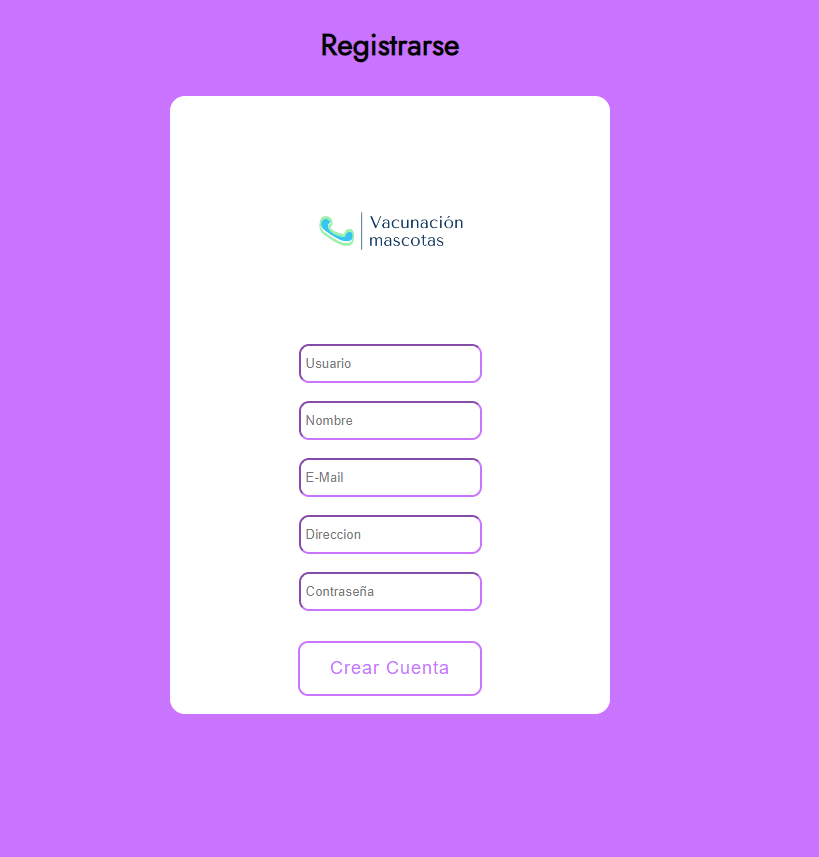 Registrarse
Vacunación
mascotas
Usuario
Nombre
E-Mail
Direccion
Contraseña
Crear Cuenta